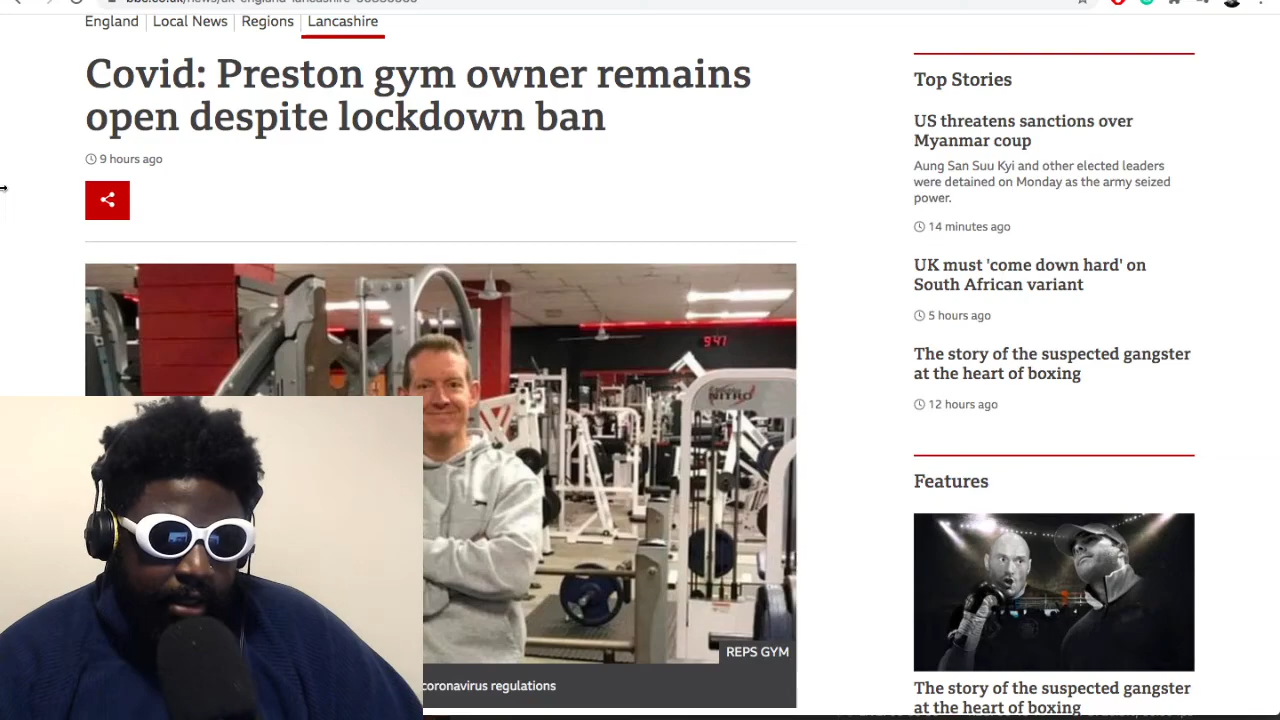 England
Local News
Regions
Lancashire
Covid: Preston gym owner remains
open despite lockdown ban
9 hours ago
9:47
NITRO
REPS GYM
coronavirus regulations
Top Stories
US threatens sanctions over
Myanmar coup
Aung San Suu Kyi and other elected leaders
were detained on Monday as the army seized
power.
14 minutes ago
UK must 'come down hard' on
South African variant
5 hours ago
The story of the suspected gangster
at the heart of boxing
12 hours ago
Features
The story of the suspected gangster
at the heart of boxing